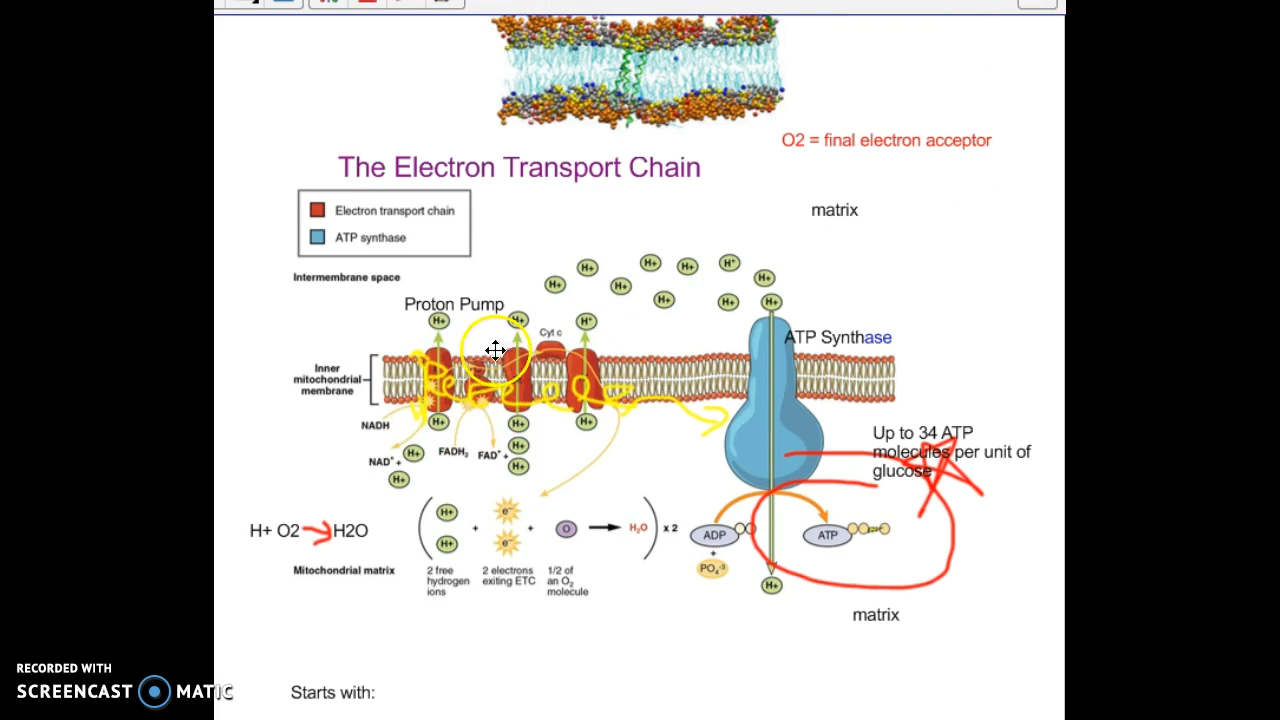 O2 = final electron acceptor
The Electron Transport Chain
Electron transport chain
ATP synthase
matrix
Intermembrane space
H+ H+ H+ H+ H+ H+ H+ H+ H+ H+ H+
Proton Pump
H+ H+ H+
Cyt c
ATP Synthase
Inner
mitochondrial
membrane
NADH
H+ H+ H+
NAD+ + H+
H+
FADH2 FAD+ + H+
H+
Up to 34 ATP
molecules per unit of
glucose
H+ O2 H2O
H+ + e- + O H2O x 2
H+ e-
ADP
+
PO4-3
ATP
Mitochondrial matrix
2 free
hydrogen
ions
2 electrons
exiting ETC
1/2 of
an O2
molecule
H+
matrix
RECORDED WITH
SCREENCAST MATIC
Starts with: